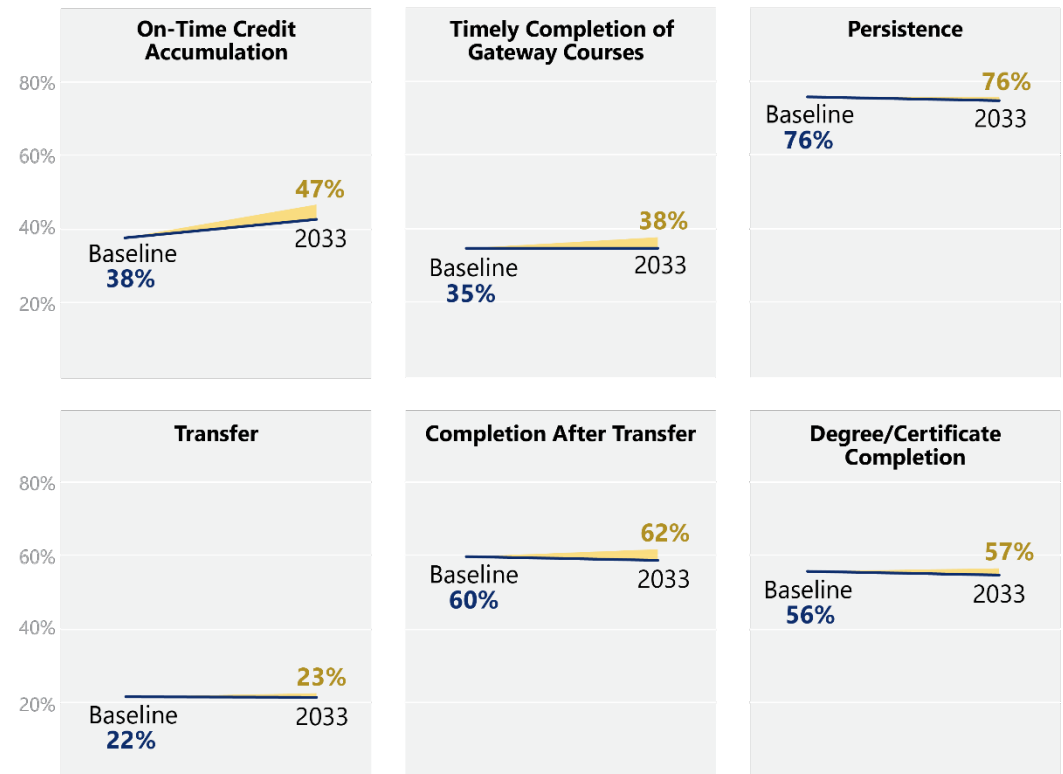 On-Time Credit
Accumulation
80%
60%
40%
20%
47%
2033
Baseline
38%
Timely Completion of
Gateway Courses
38%
2033
Baseline
35%
Persistence
76%
2033
Baseline
76%
Transfer
80%
60%
40%
20%
23%
2033
Baseline
22%
Completion After Transfer
62%
2033
Baseline
60%
Degree/Certificate
Completion
57%
2033
Baseline
56%